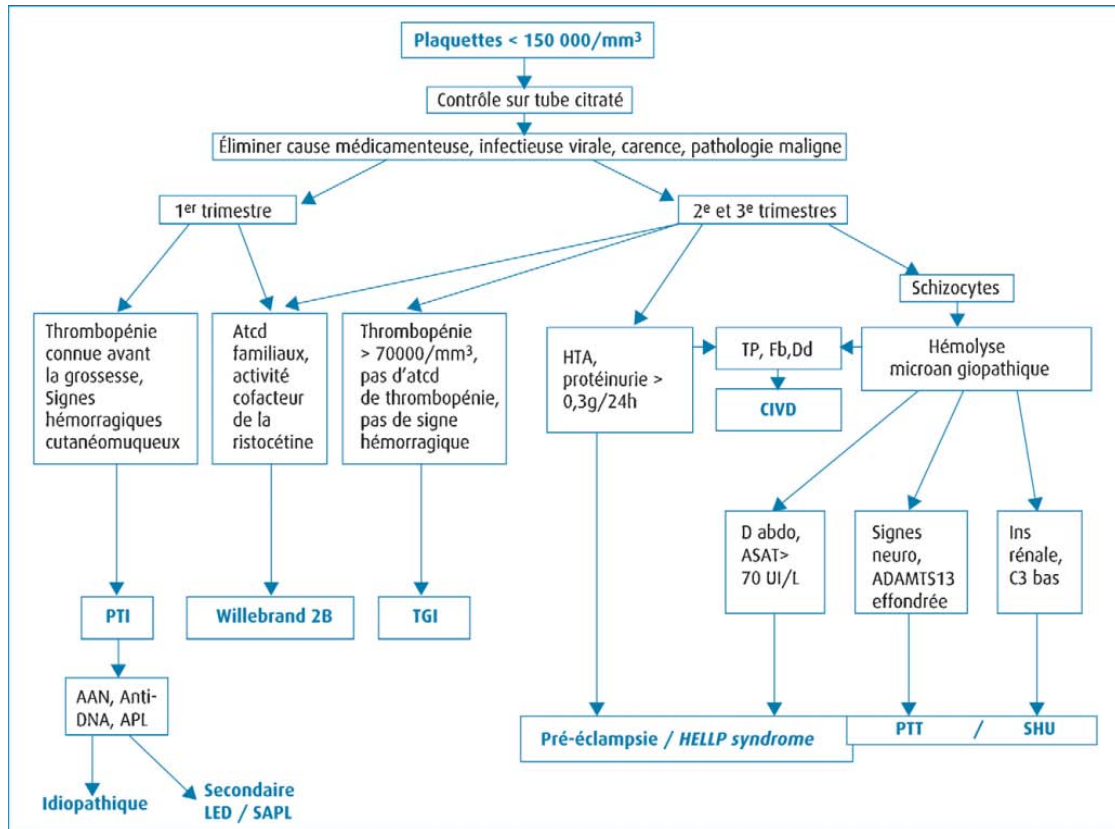 Plaquettes < 150 000/mm³
Contrôle sur tube citraté
Éliminer cause médicamenteuse, infectieuse virale, carence, pathologie maligne
1er trimestre
2e et 3e trimestres
Schizocytes
Thrombopénie
connue avant
la grossesse,
Signes
hémorragiques
cutanéomuqueux
Atcd
familiaux,
activité
cofacteur
de la
ristocétine
Thrombopénie
> 70000/mm³,
pas d'atcd
de thrombopénie,
pas de signe
hémorragique
HTA,
protéinurie >
0,3g/24h
TP, Fb,Dd
CIVD
Hémolyse
microan giopathique
D abdo,
ASAT>
70 UI/L
Signes
neuro,
ADAMTS13
effondrée
Ins
rénale,
C3 bas
PTI
Willebrand 2B
TGI
AAN, Anti-
DNA, APL
Pré-éclampsie / HELLP syndrome
PTT / SHU
Idiopathique
Secondaire
LED / SAPL